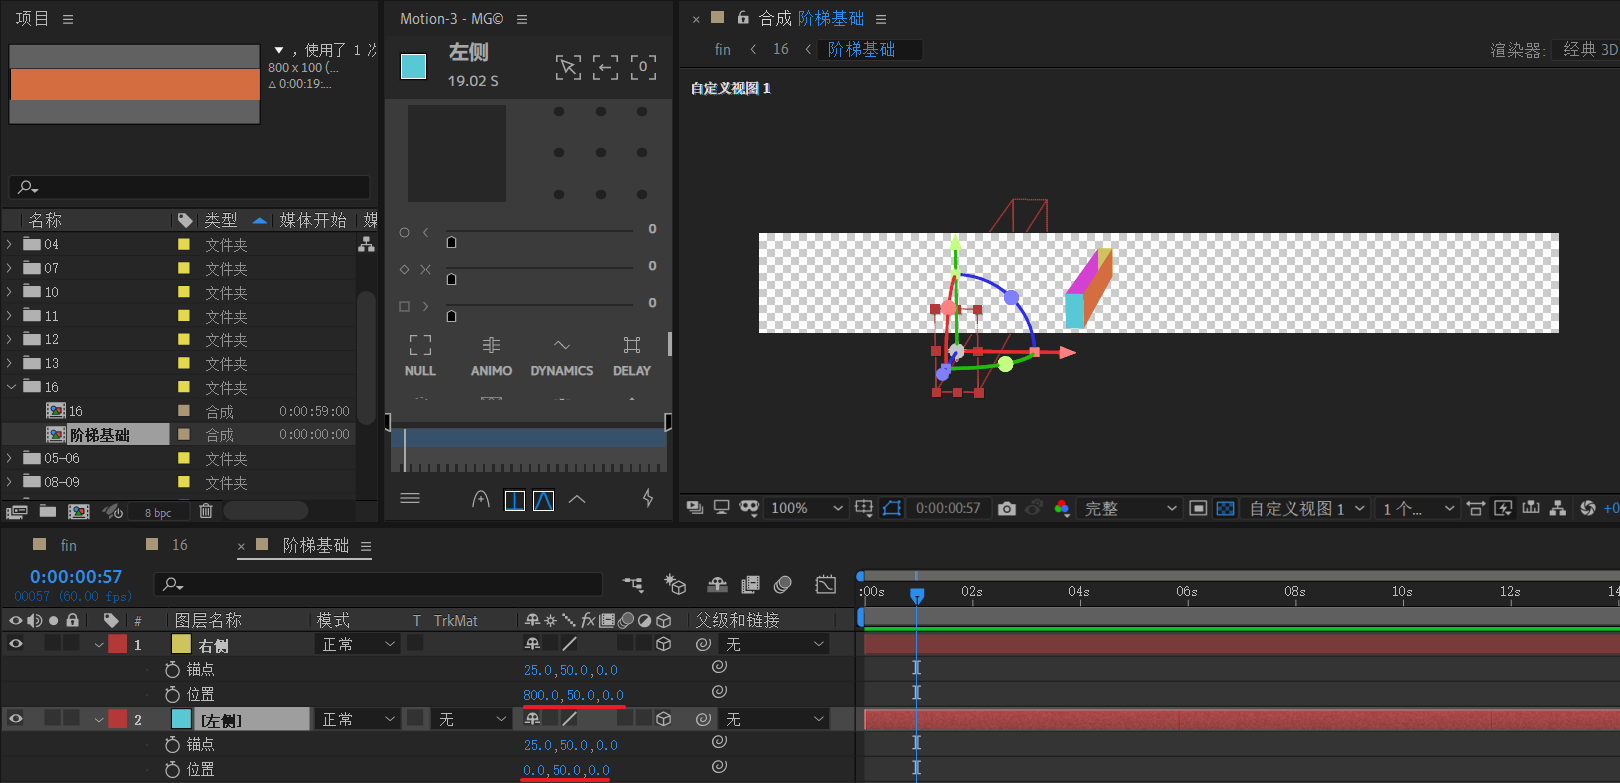 项目
，使用了 1 次
800 x 100 (...
△ 0:00:19:...
名称 类型 媒体开始 媒
04 文件夹
07 文件夹
10 文件夹
11 文件夹
12 文件夹
13 文件夹
16 文件夹
16 合成 0:00:59:00
阶梯基础 合成 0:00:00:00
05-06 文件夹
08-09 文件夹
8 bpc
Motion-3 - MG©
左侧
19.02 S
0
0
0
0
NULL ANIMO DYNAMICS DELAY
合成 阶梯基础
fin 16 阶梯基础
渲染器: 经典 3D
自定义视图 1
100% 0:00:00:57 完整 自定义视图 1 1 个... +0
fin 16 阶梯基础
0:00:00:57
00057 (60.00 fps)
:00s 02s 04s 06s 08s 10s 12s 14
# 图层名称 模式 T TrkMat fx 父级和链接
1 右侧 正常 无
锚点 25.0,50.0,0.0
位置 800.0,50.0,0.0
2 [左侧] 正常 无 无
锚点 25.0,50.0,0.0
位置 0.0,50.0,0.0